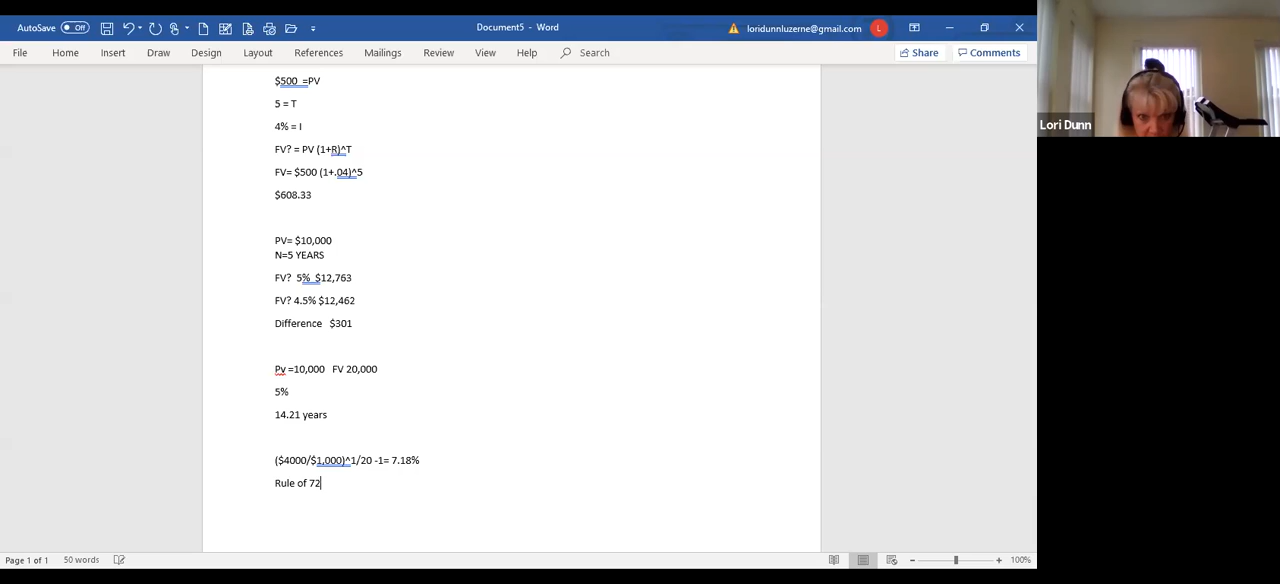 AutoSave Off Document5 - Word loridunnluzerne@gmail.com L
File Home Insert Draw Design Layout References Mailings Review View Help Search Share Comments
$500 =PV
5 = T
4% = I
FV? = PV (1+R)^T
FV= $500 (1+.04)^5
$608.33
PV= $10,000
N=5 YEARS
FV? 5% $12,763
FV? 4.5% $12,462
Difference $301
Pv =10,000 FV 20,000
5%
14.21 years
($4000/$1,000)^1/20 -1= 7.18%
Rule of 72
Lori Dunn
Page 1 of 1 50 words 100%